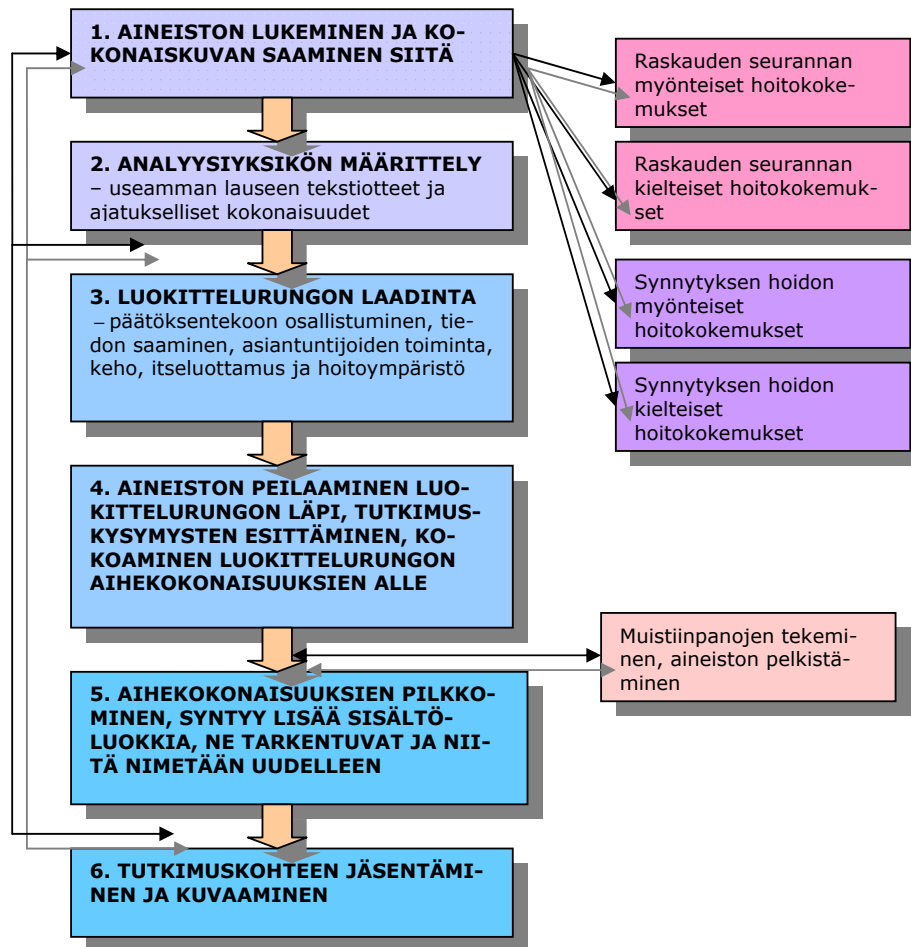 1. AINEISTON LUKEMINEN JA KO-
KONAISKUVAN SAAMINEN SIITÄ
Raskauden seurannan
myönteiset hoitokoke-
mukset
2. ANALYYSIYKSIKÖN MÄÄRITTELY
– useamman lauseen tekstiotteet ja
ajatukselliset kokonaisuudet
Raskauden seurannan
kielteiset hoitokokemuk-
set
3. LUOKITTELURUNGON LAADINTA
– päätöksentekoon osallistuminen, tie-
don saaminen, asiantuntijoiden toiminta,
keho, itseluottamus ja hoitoympäristö
Synnytyksen hoidon
myönteiset
hoitokokemukset
Synnytyksen hoidon
kielteiset
hoitokokemukset
4. AINEISTON PEILAAMINEN LUO-
KITTELURUNGON LÄPI, TUTKIMUS-
KYSYMYSTEN ESITTÄMINEN, KO-
KOAMINEN LUOKITTELURUNGON
AIHEKOKONAISUUKSIEN ALLE
Muistiinpanojen tekemi-
nen, aineiston pelkistä-
minen
5. AIHEKOKONAISUUKSIEN PILKKO-
MINEN, SYNTYY LISÄÄ SISÄLTÖ-
LUOKKIA, NE TARKENTUVAT JA NII-
TÄ NIMETÄÄN UUDELLEEN
6. TUTKIMUSKOHTEEN JÄSENTÄMI-
NEN JA KUVAAMINEN